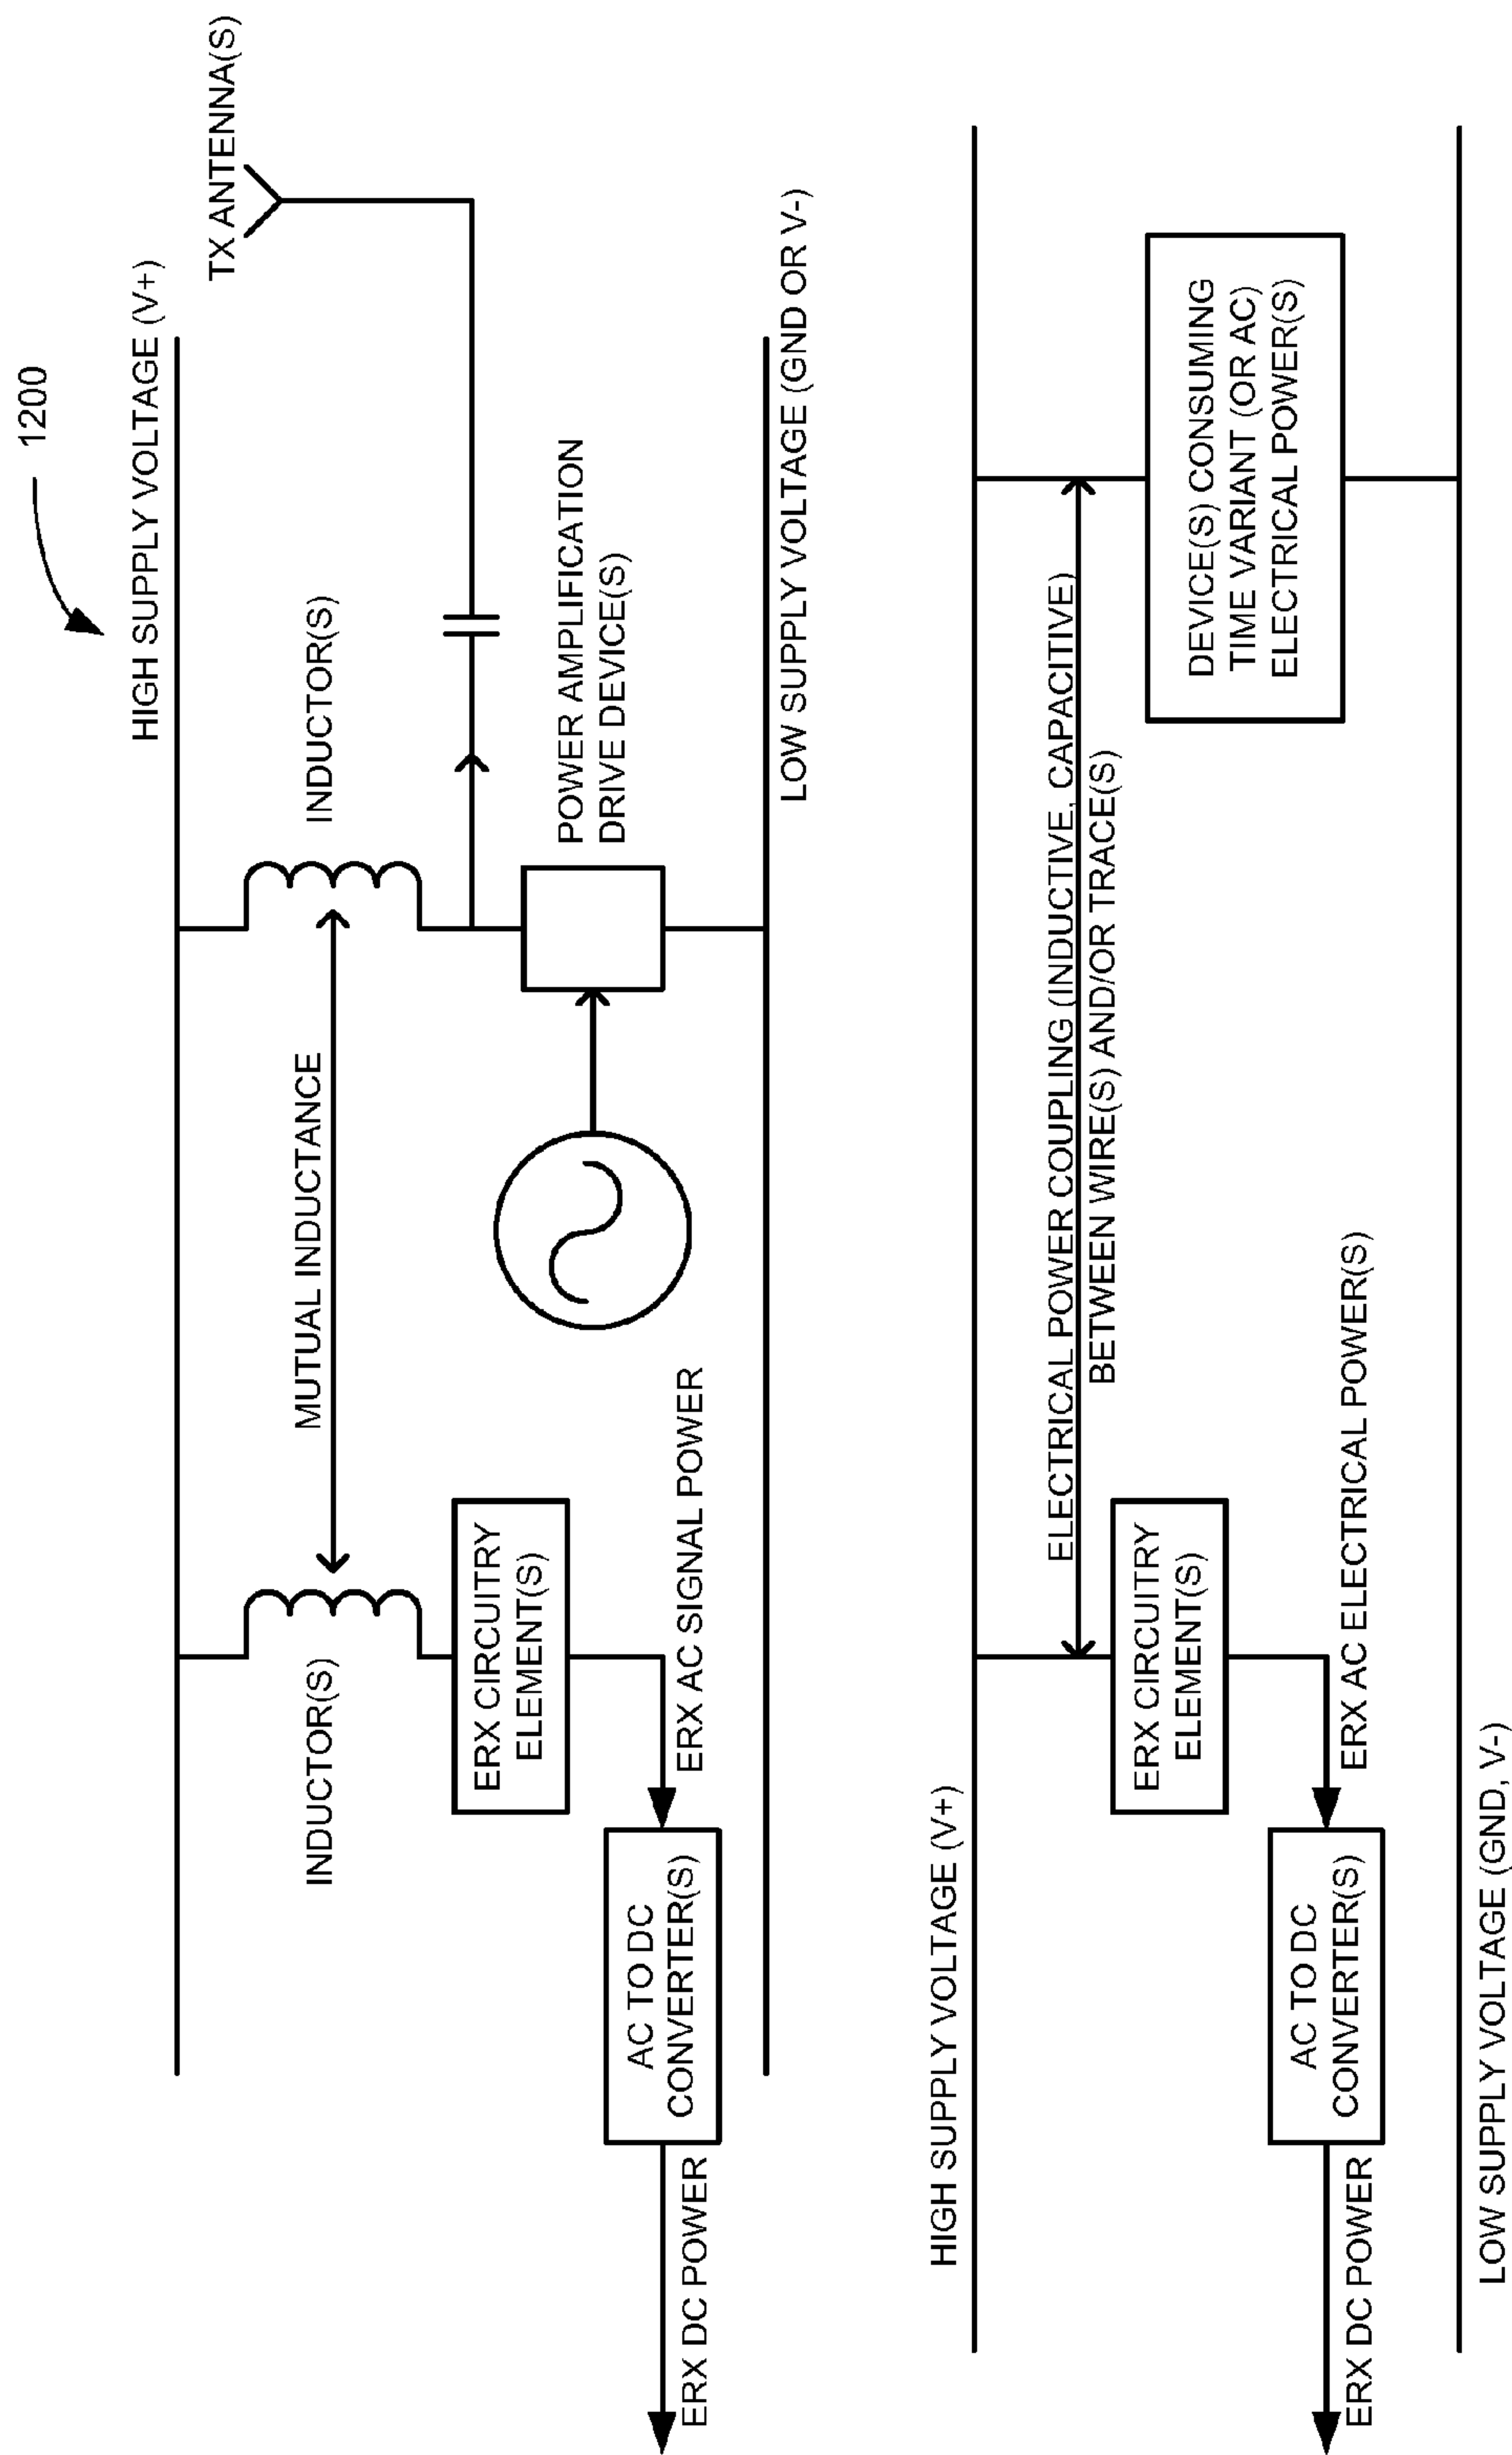 1200
HIGH SUPPLY VOLTAGE (V+)
TX ANTENNA(S)
INDUCTOR(S)
MUTUAL INDUCTANCE
INDUCTOR(S)
POWER AMPLIFICATION
DRIVE DEVICE(S)
ERX CIRCUITRY
ELEMENT(S)
ERX AC SIGNAL POWER
AC TO DC
CONVERTER(S)
ERX DC POWER
LOW SUPPLY VOLTAGE (GND OR V-)
HIGH SUPPLY VOLTAGE (V+)
ELECTRICAL POWER COUPLING (INDUCTIVE, CAPACITIVE)
BETWEEN WIRE(S) AND/OR TRACE(S)
ERX CIRCUITRY
ELEMENT(S)
DEVICE(S) CONSUMING
TIME VARIANT (OR AC)
ELECTRICAL POWER(S)
ERX AC ELECTRICAL POWER(S)
AC TO DC
CONVERTER(S)
ERX DC POWER
LOW SUPPLY VOLTAGE (GND, V-)